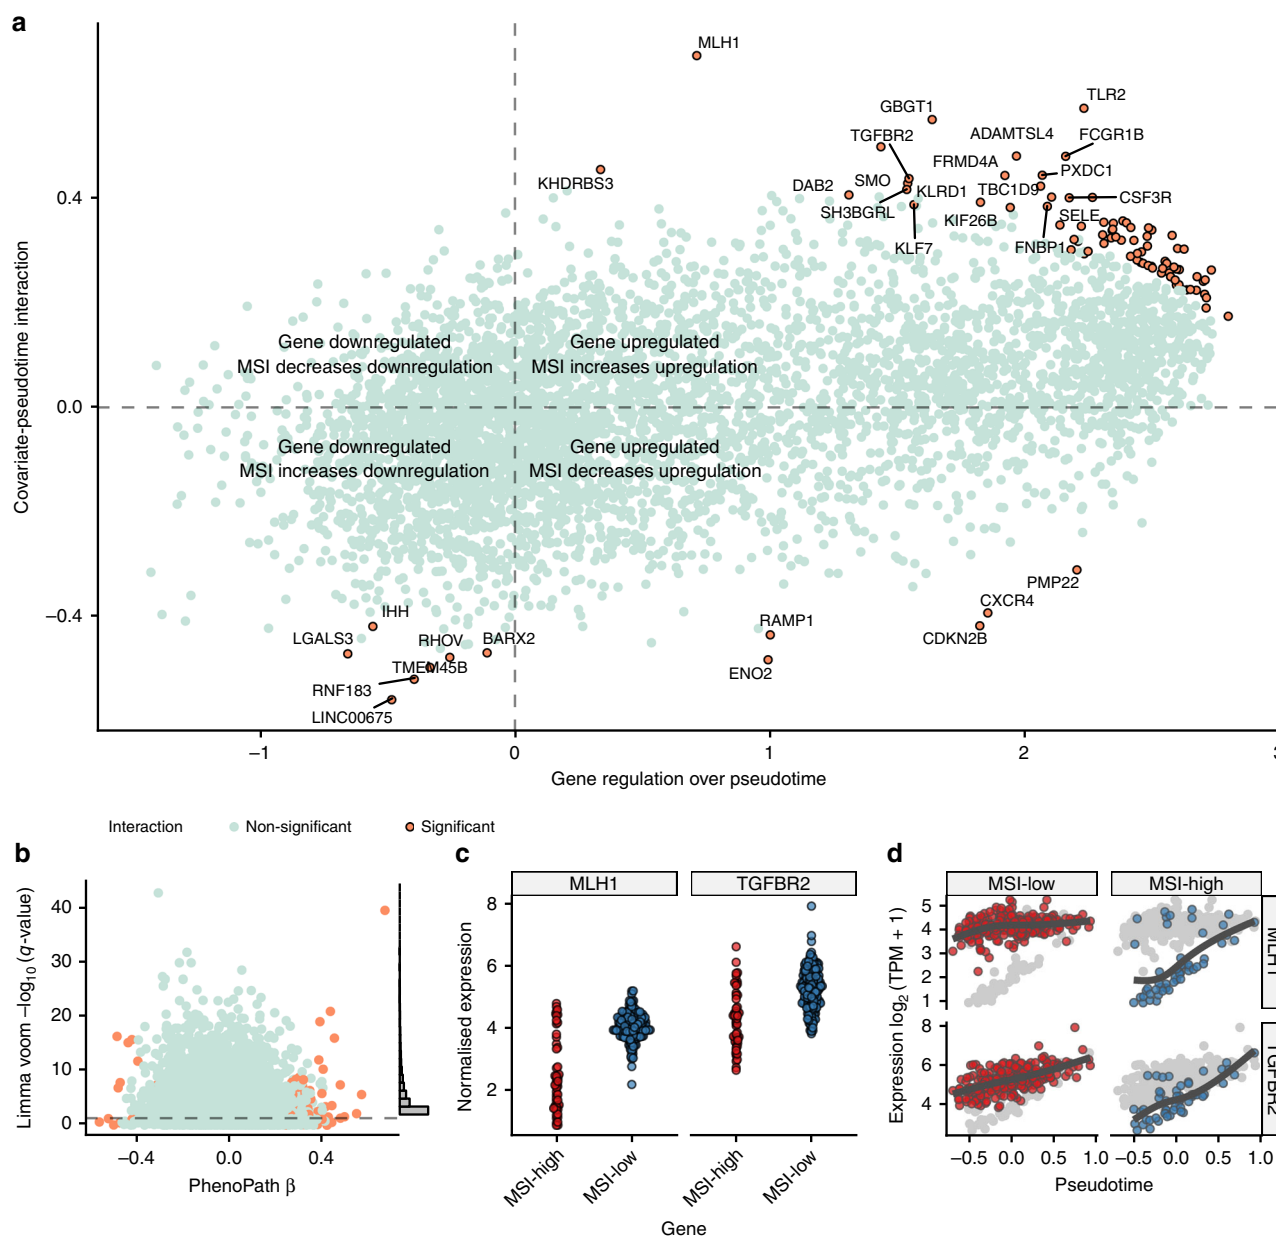 a
MLH1
TLR2
GBGT1
TGFBR2
ADAMTSL4
FCGR1B
FRMD4A
PXDC1
KHDRBS3
DAB2
SMO
KLRD1
TBC1D9
CSF3R
SH3BGRL
KIF26B
SELE
KLF7
FNBP1
0.4
0.0
−0.4
Covariate-pseudotime interaction
Gene downregulated
MSI decreases downregulation
Gene upregulated
MSI increases upregulation
Gene downregulated
MSI increases downregulation
Gene upregulated
MSI decreases upregulation
PMP22
CXCR4
CDKN2B
IHH
RAMP1
LGALS3
RHOV
BARX2
TMEM45B
ENO2
RNF183
LINC00675
−1
0
1
2
3
Gene regulation over pseudotime
Interaction
Non-significant
Significant
b
Limma voom −log10 (q-value)
40
30
20
10
0
−0.4
0.0
0.4
PhenoPath β
c
MLH1
TGFBR2
Normalised expression
8
6
4
2
MSI-high
MSI-low
MSI-high
MSI-low
Gene
d
MSI-low
MSI-high
Expression log2 (TPM + 1)
5
4
3
2
1
MLH1
8
6
4
TGFBR2
−0.5
0.0
0.5
1.0
−0.5
0.0
0.5
1.0
Pseudotime